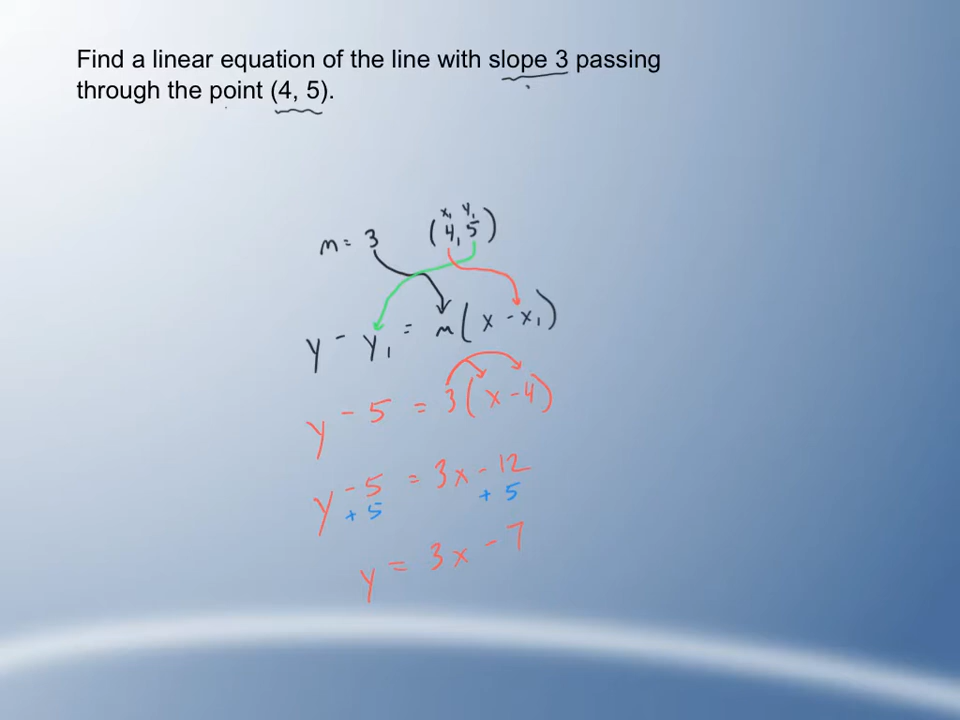 Find a linear equation of the line with slope 3 passing
through the point (4, 5).
x₁ y₁
m = 3 (4, 5)
y - y₁ = m(x - x₁)
y - 5 = 3(x - 4)
y - 5 = 3x - 12
+ 5 + 5
y = 3x - 7